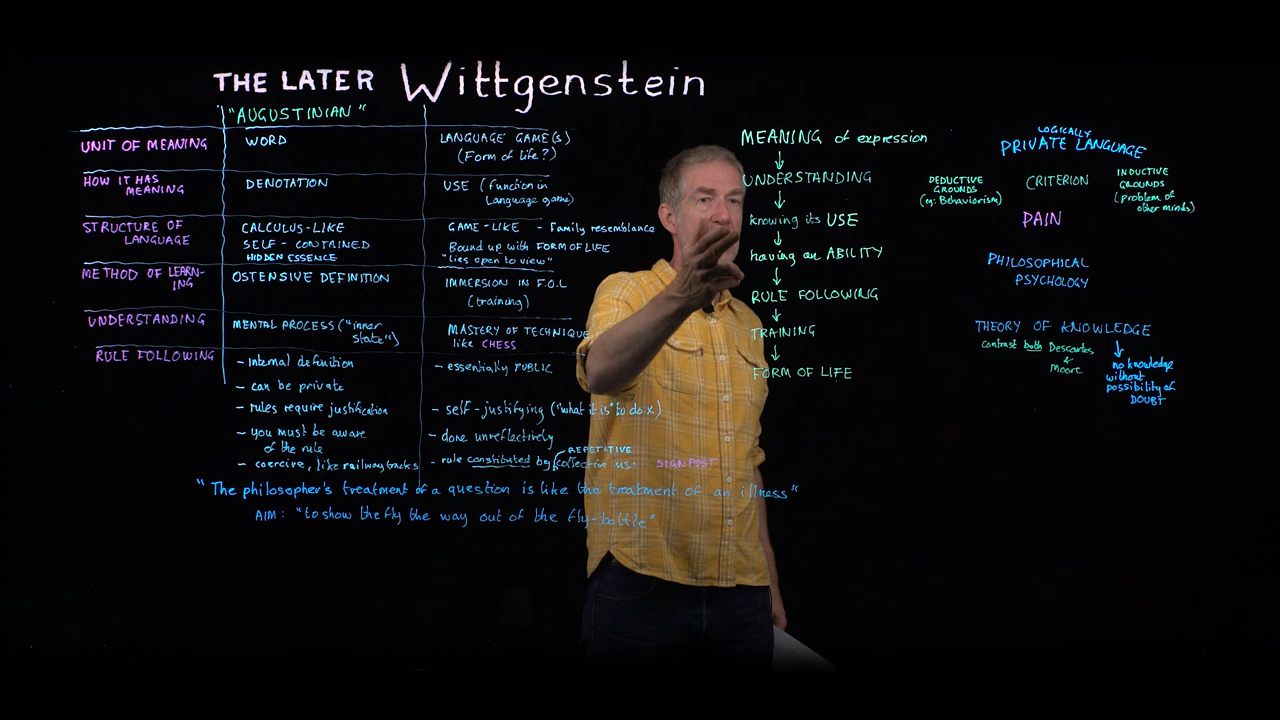 THE LATER Wittgenstein
"AUGUSTINIAN"
UNIT OF MEANING
WORD
LANGUAGE GAME(S)
(Form of life?)
HOW IT HAS
MEANING
DENOTATION
USE (function in
Language game)
STRUCTURE OF
LANGUAGE
CALCULUS-LIKE
SELF-CONTAINED
HIDDEN ESSENCE
GAME-LIKE - Family resemblance
Bound up with FORM OF LIFE
"lies open to view"
METHOD OF LEARN-
ING
OSTENSIVE DEFINITION
IMMERSION IN F.O.L
(training)
UNDERSTANDING
MENTAL PROCESS ("inner
state")
MASTERY OF TECHNIQUE
like CHESS
RULE FOLLOWING
- Internal definition
- can be private
- rules require justification
- you must be aware
of the rule
- coercive, like railway tracks
- essentially PUBLIC
- self-justifying ("what it is" to do x)
- done unreflectively
- rule constituted by REPETITIVE
collective use SIGNPOST
"The philosopher's treatment of a question is like the treatment of an illness"
AIM: "to show the fly the way out of the fly-bottle"
MEANING of expression
UNDERSTANDING
knowing its USE
having an ABILITY
RULE FOLLOWING
TRAINING
FORM OF LIFE
LOGICALLY
PRIVATE LANGUAGE
DEDUCTIVE
GROUNDS
(eg: Behaviorism)
CRITERION
INDUCTIVE
GROUNDS
(problem of
other minds)
PAIN
PHILOSOPHICAL
PSYCHOLOGY
THEORY OF KNOWLEDGE
contrast both Descartes
+
Moore
no knowledge
without
possibility of
DOUBT